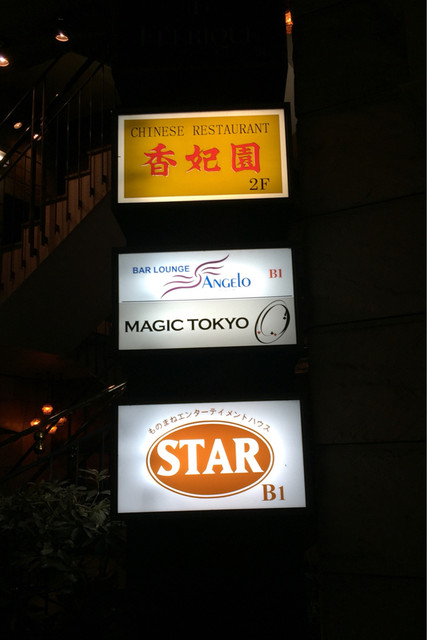 CHINESE RESTAURANT
香妃園
2F
BAR LOUNGE
ANGElO
B1
MAGIC TOKYO
ものまねエンターテイメントハウス
STAR
B1